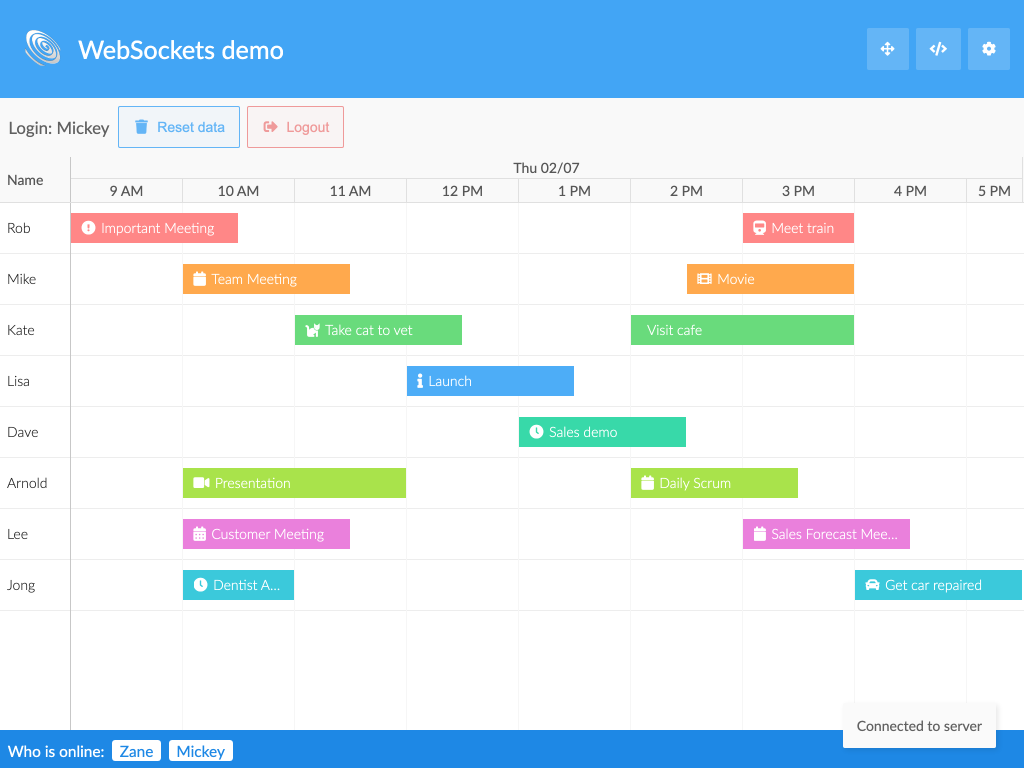 WebSockets demo
Login: Mickey Reset data Logout
Name
Thu 02/07
9 AM 10 AM 11 AM 12 PM 1 PM 2 PM 3 PM 4 PM 5 PM
Rob Important Meeting Meet train
Mike Team Meeting Movie
Kate Take cat to vet Visit cafe
Lisa Launch
Dave Sales demo
Arnold Presentation Daily Scrum
Lee Customer Meeting Sales Forecast Mee...
Jong Dentist A... Get car repaired
Connected to server
Who is online: Zane Mickey